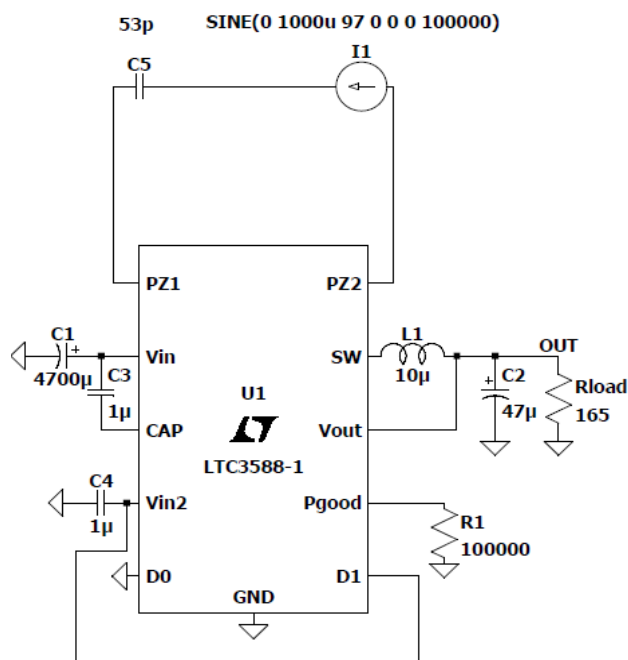 53p SINE(0 1000u 97 0 0 0 100000)
C5 I1
PZ1 PZ2
C1 L1 OUT
+ Vin SW
4700µ C3 10µ + C2 Rload
1µ U1 47µ 165
CAP Vout
LTC3588-1
C4 Vin2 Pgood
1µ R1
100000
D0 D1
GND